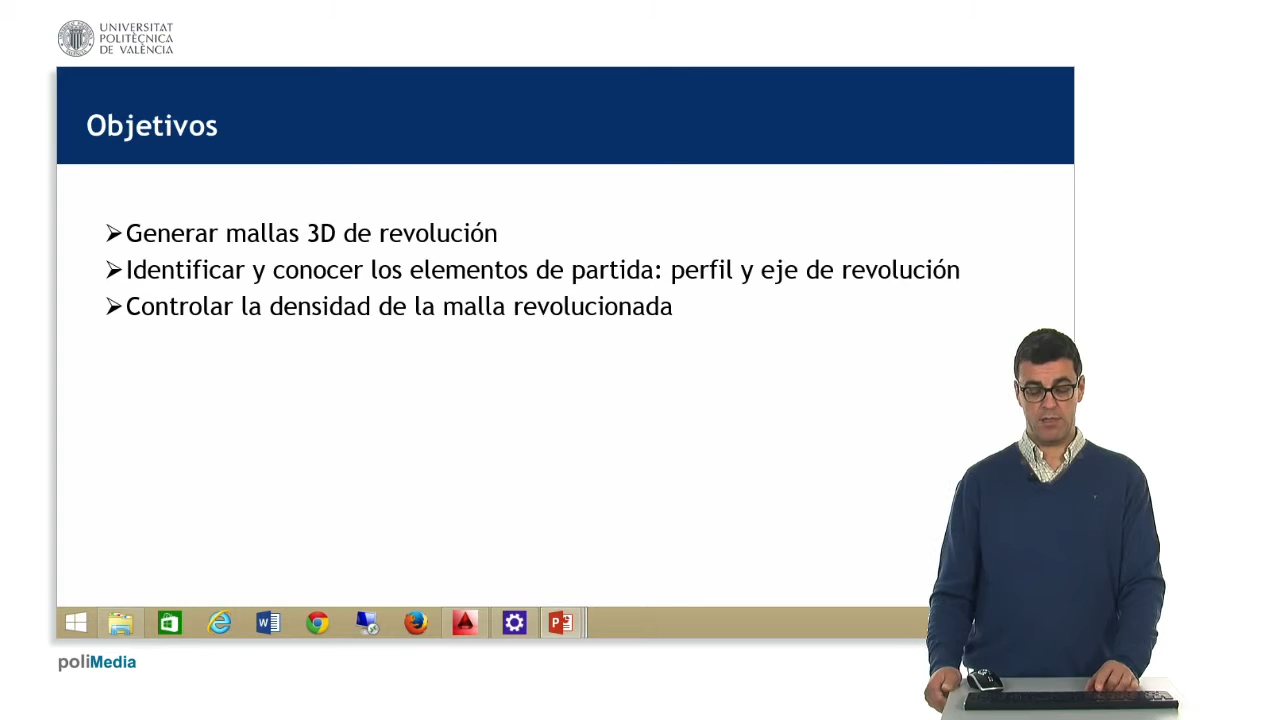 UNIVERSITAT
POLITÈCNICA
DE VALÈNCIA
Objetivos
Generar mallas 3D de revolución
Identificar y conocer los elementos de partida: perfil y eje de revolución
Controlar la densidad de la malla revolucionada
poliMedia